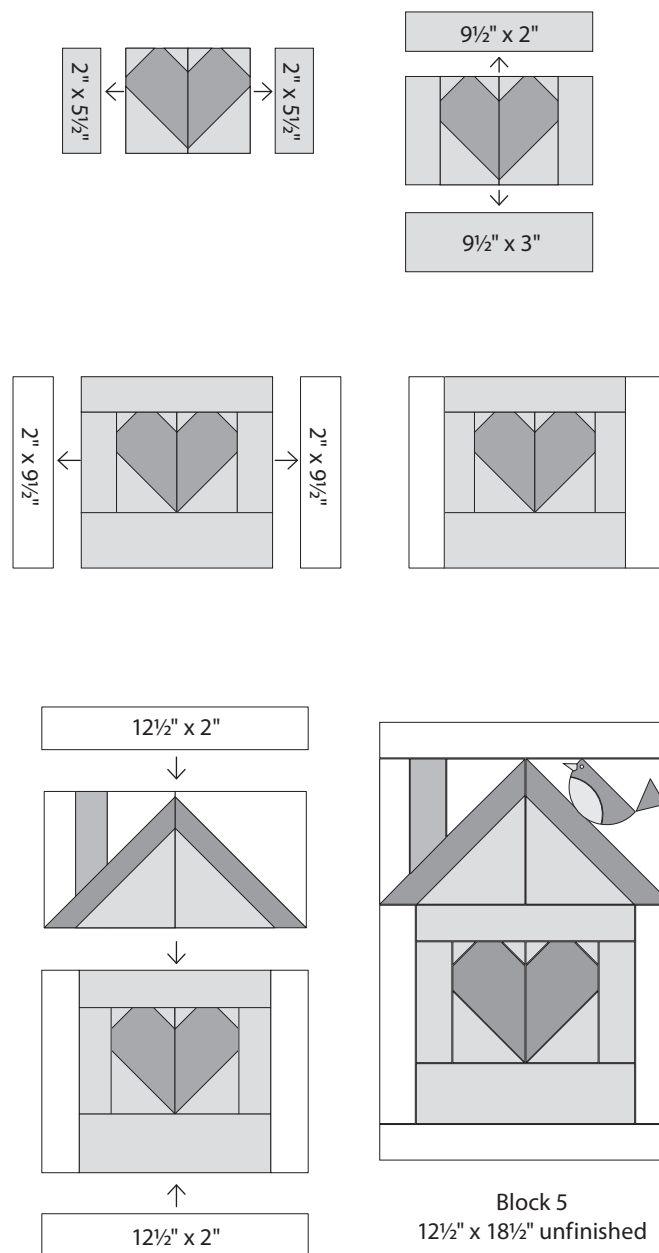 2" x 5½"
2" x 5½"
9½" x 2"
9½" x 3"
2" x 9½"
2" x 9½"
12½" x 2"
12½" x 2"
Block 5
12½" x 18½" unfinished